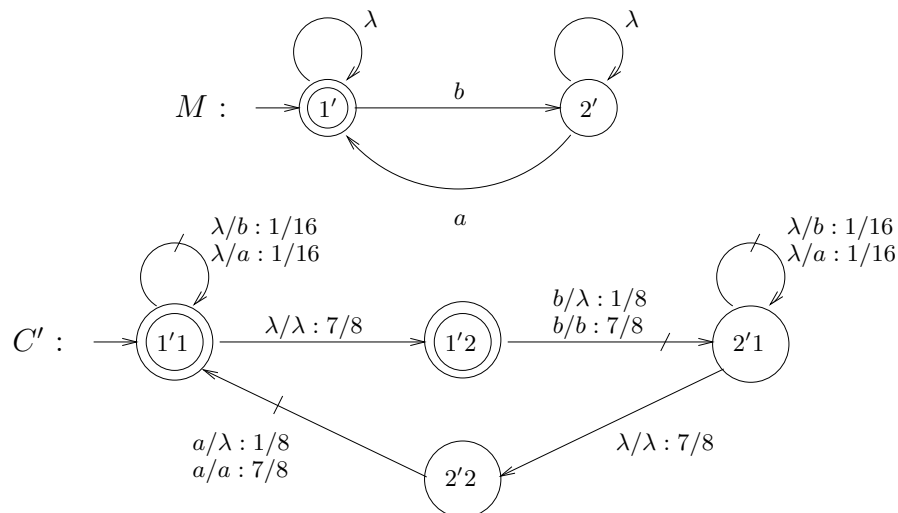 λ λ
M : 1′ b 2′
a
λ/b : 1/16 λ/b : 1/16
λ/a : 1/16 λ/a : 1/16
b/λ : 1/8
λ/λ : 7/8 b/b : 7/8
C′ : 1′1 1′2 2′1
a/λ : 1/8 λ/λ : 7/8
a/a : 7/8
2′2